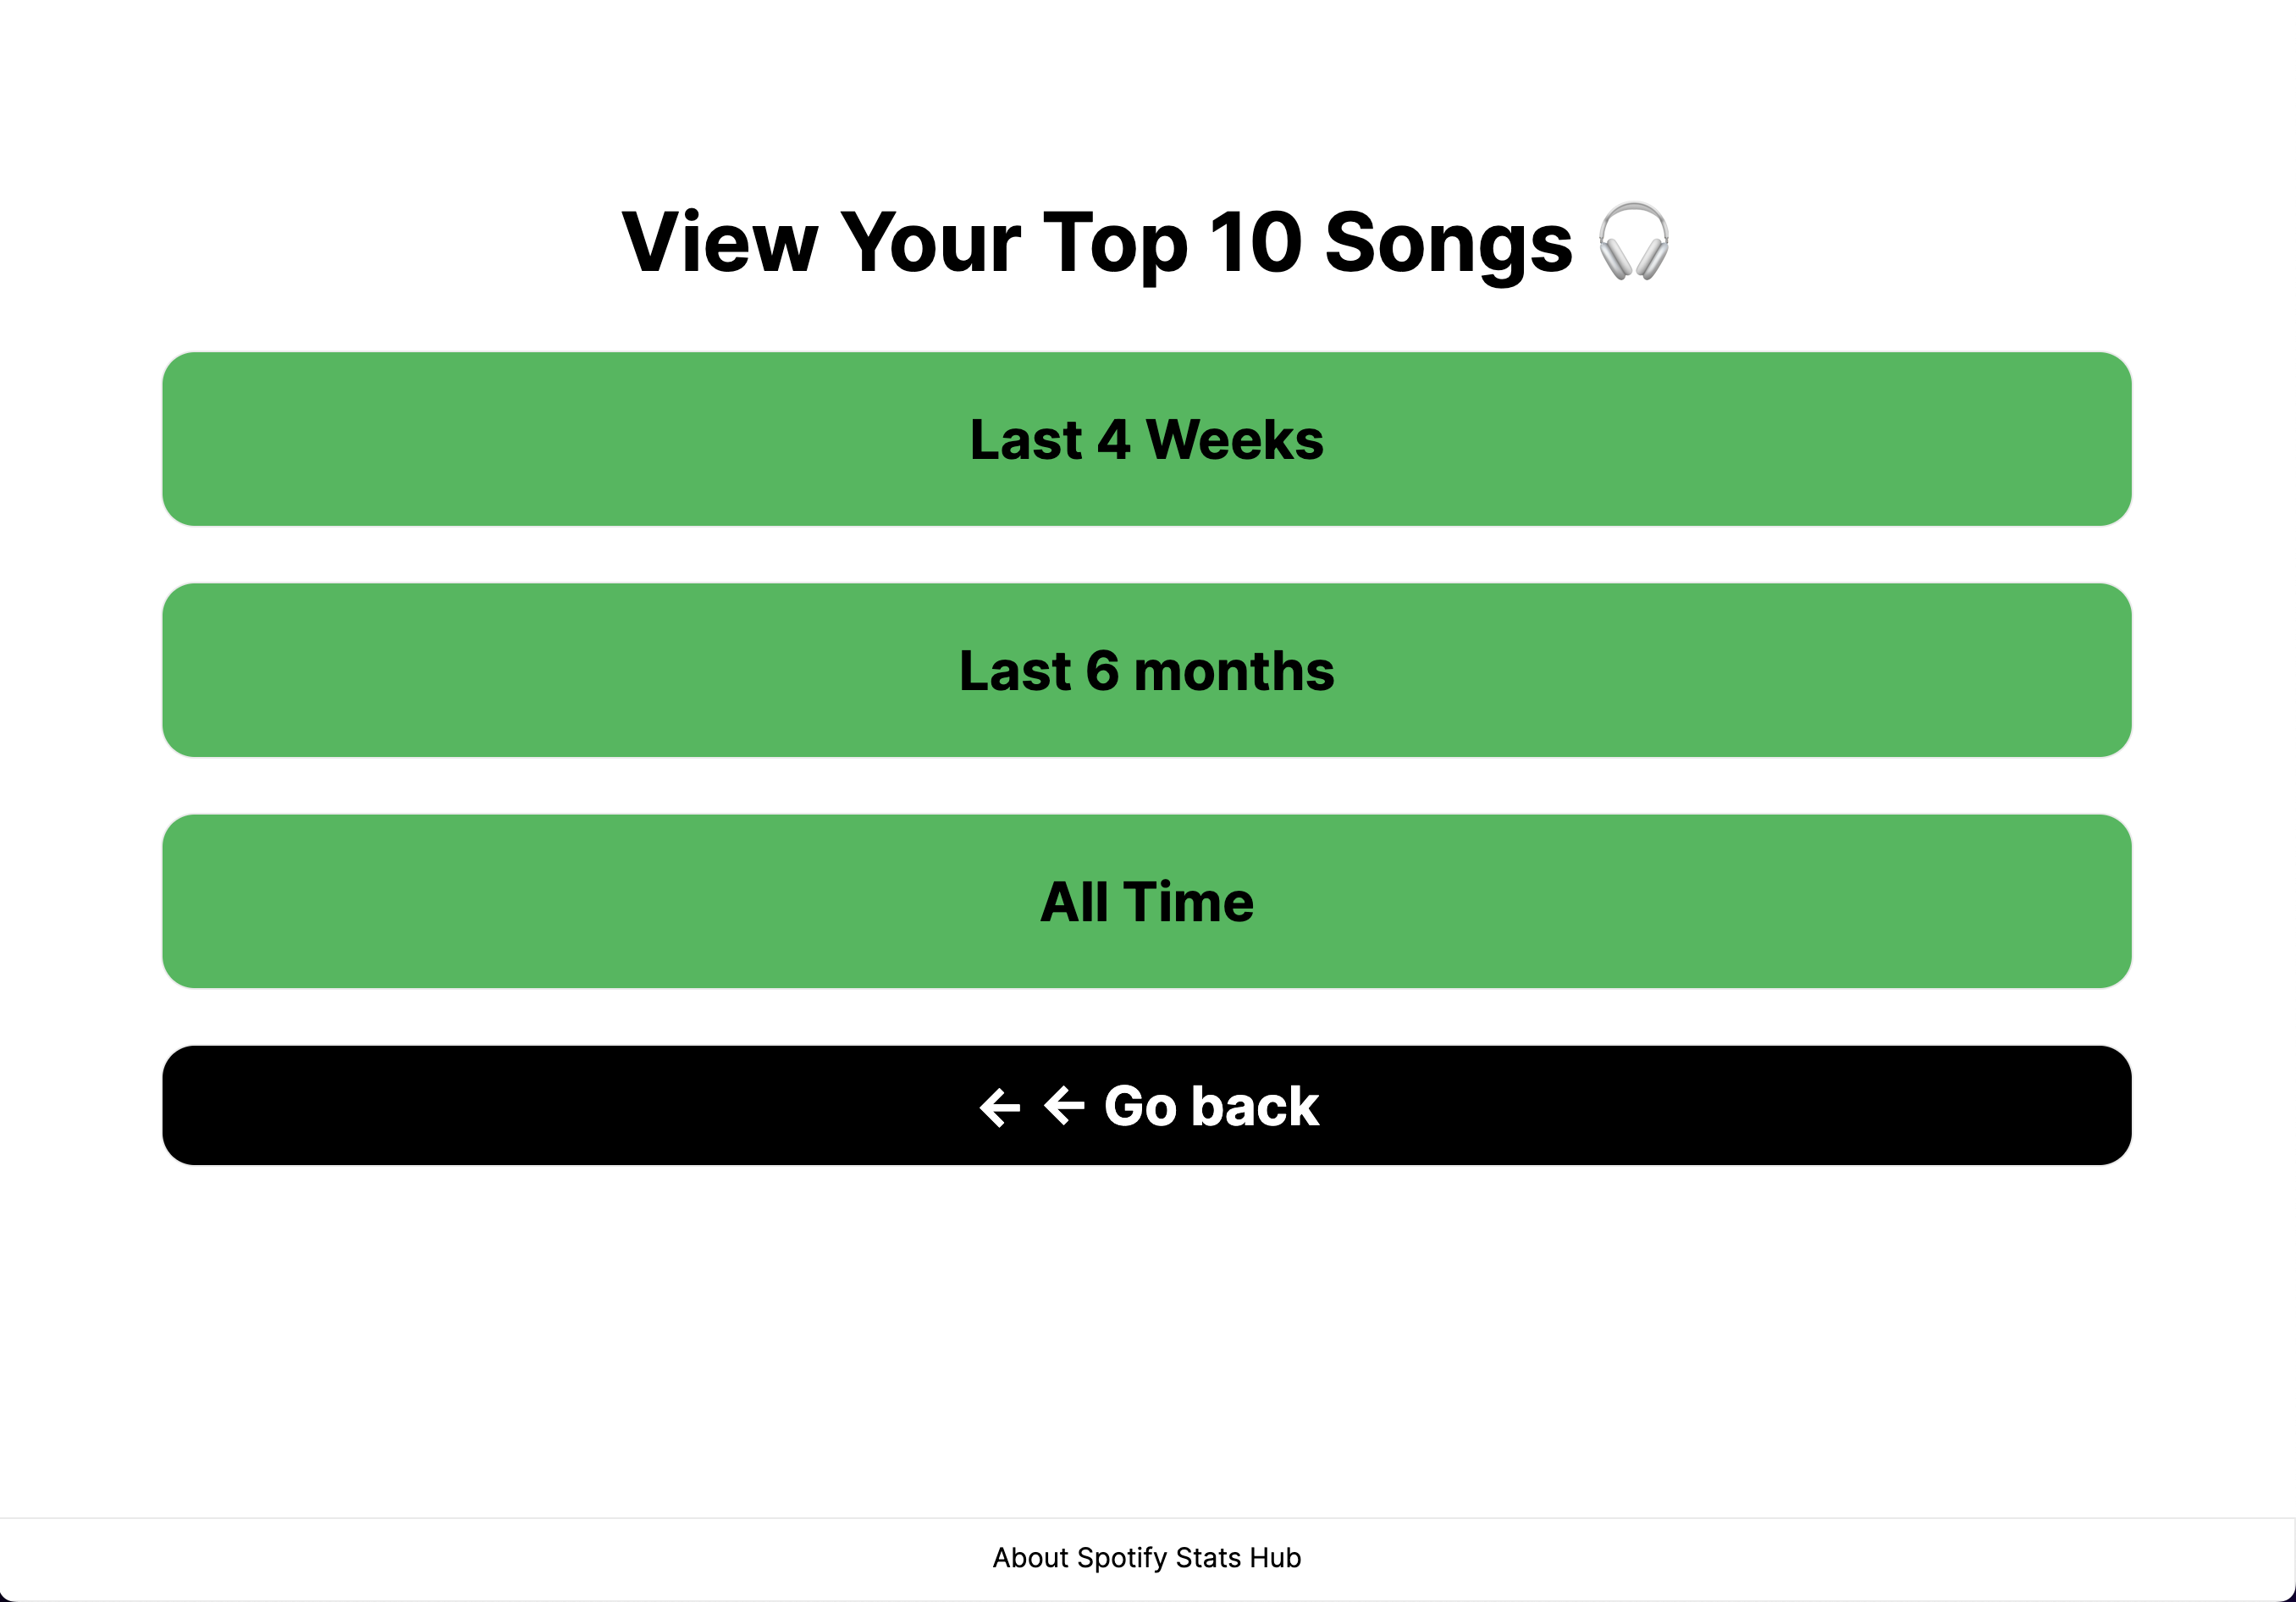 View Your Top 10 Songs 🎧
Last 4 Weeks
Last 6 months
All Time
← ← Go back
About Spotify Stats Hub